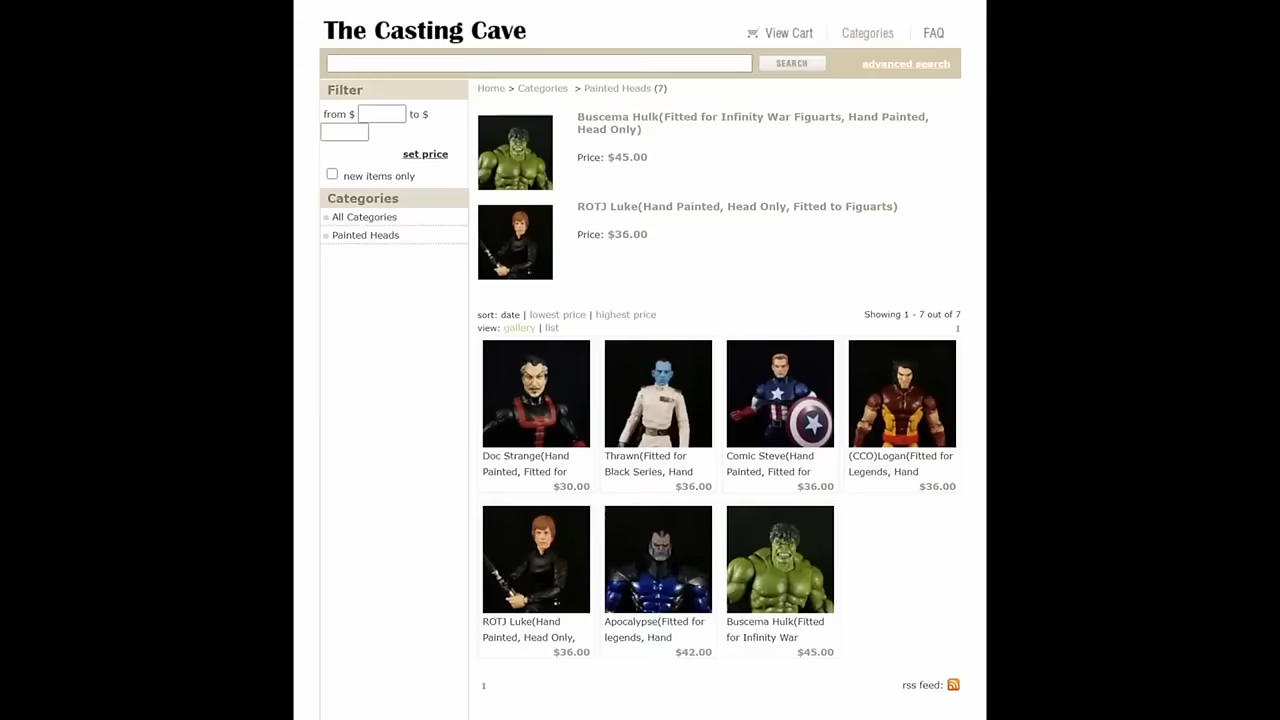 The Casting Cave
View Cart
Categories
FAQ
SEARCH
advanced search
Filter
from $ to $
set price
new items only
Categories
All Categories
Painted Heads
Home > Categories > Painted Heads (7)
Buscema Hulk(Fitted for Infinity War Figuarts, Hand Painted,
Head Only)
Price: $45.00
ROTJ Luke(Hand Painted, Head Only, Fitted to Figuarts)
Price: $36.00
sort: date | lowest price | highest price
Showing 1 - 7 out of 7
view: gallery | list
1
Doc Strange(Hand
Painted, Fitted for
$30.00
Thrawn(Fitted for
Black Series, Hand
$36.00
Comic Steve(Hand
Painted, Fitted for
$36.00
(CCO)Logan(Fitted for
Legends, Hand
$36.00
ROTJ Luke(Hand
Painted, Head Only,
$36.00
Apocalypse(Fitted for
legends, Hand
$42.00
Buscema Hulk(Fitted
for Infinity War
$45.00
1
rss feed: